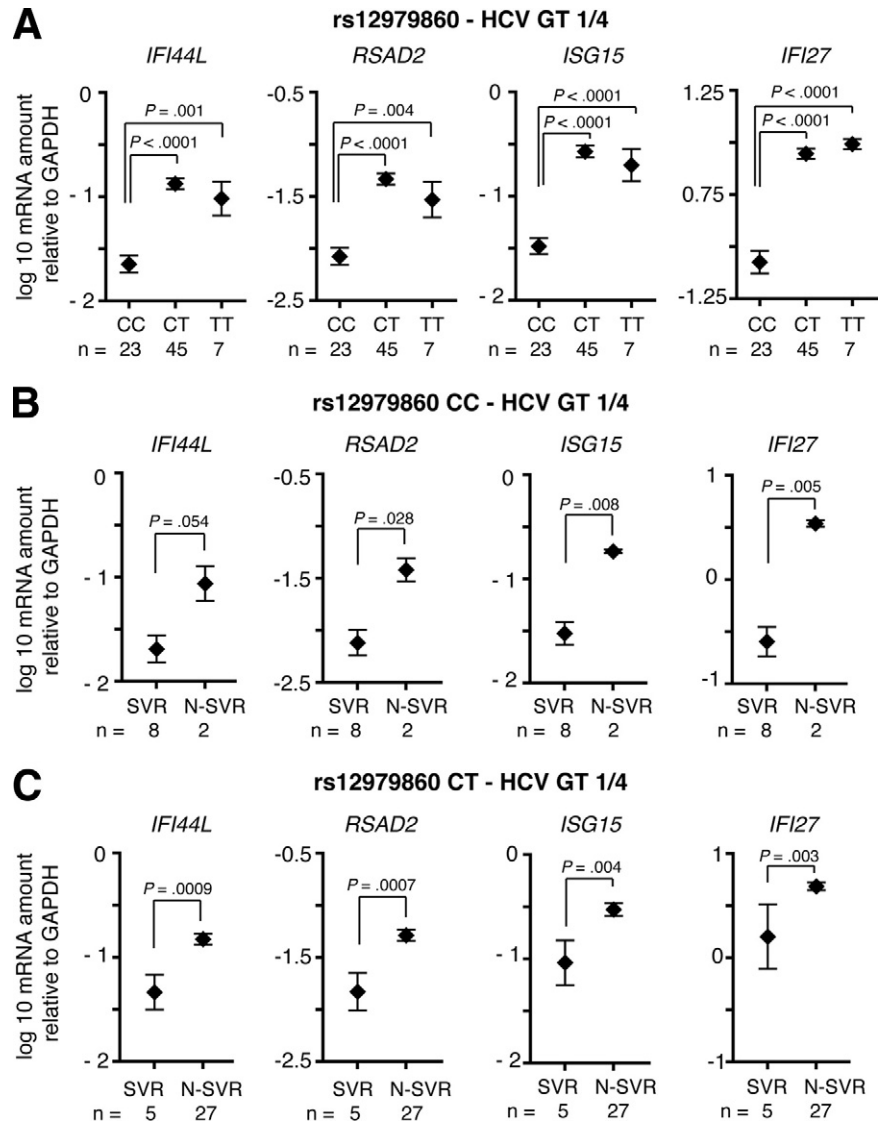 A
rs12979860 - HCV GT 1/4
IFI44L RSAD2 ISG15 IFI27
log 10 mRNA amount
relative to GAPDH
0 -0.5 0 1.25
P = .001 P = .004 P < .0001 P < .0001
P < .0001 P < .0001 P < .0001 P < .0001
- 1 -1.5 - 1 0.75
- 2 -2.5 - 2 -1.25
CC CT TT CC CT TT CC CT TT CC CT TT
n = 23 45 7 23 45 7 23 45 7 23 45 7
B
rs12979860 CC - HCV GT 1/4
IFI44L RSAD2 ISG15 IFI27
log 10 mRNA amount
relative to GAPDH
0 -0.5 0 1
P = .054 P = .028 P = .008 P = .005
- 1 -1.5 - 1 0
- 2 -2.5 - 2 -1
SVR N-SVR SVR N-SVR SVR N-SVR SVR N-SVR
n = 8 2 8 2 8 2 8 2
C
rs12979860 CT - HCV GT 1/4
IFI44L RSAD2 ISG15 IFI27
log 10 mRNA amount
relative to GAPDH
0 -0.5 0 1
P = .0009 P = .0007 P = .004 P = .003
- 1 -1.5 - 1 0
- 2 -2.5 - 2 -1
SVR N-SVR SVR N-SVR SVR N-SVR SVR N-SVR
n = 5 27 5 27 5 27 5 27